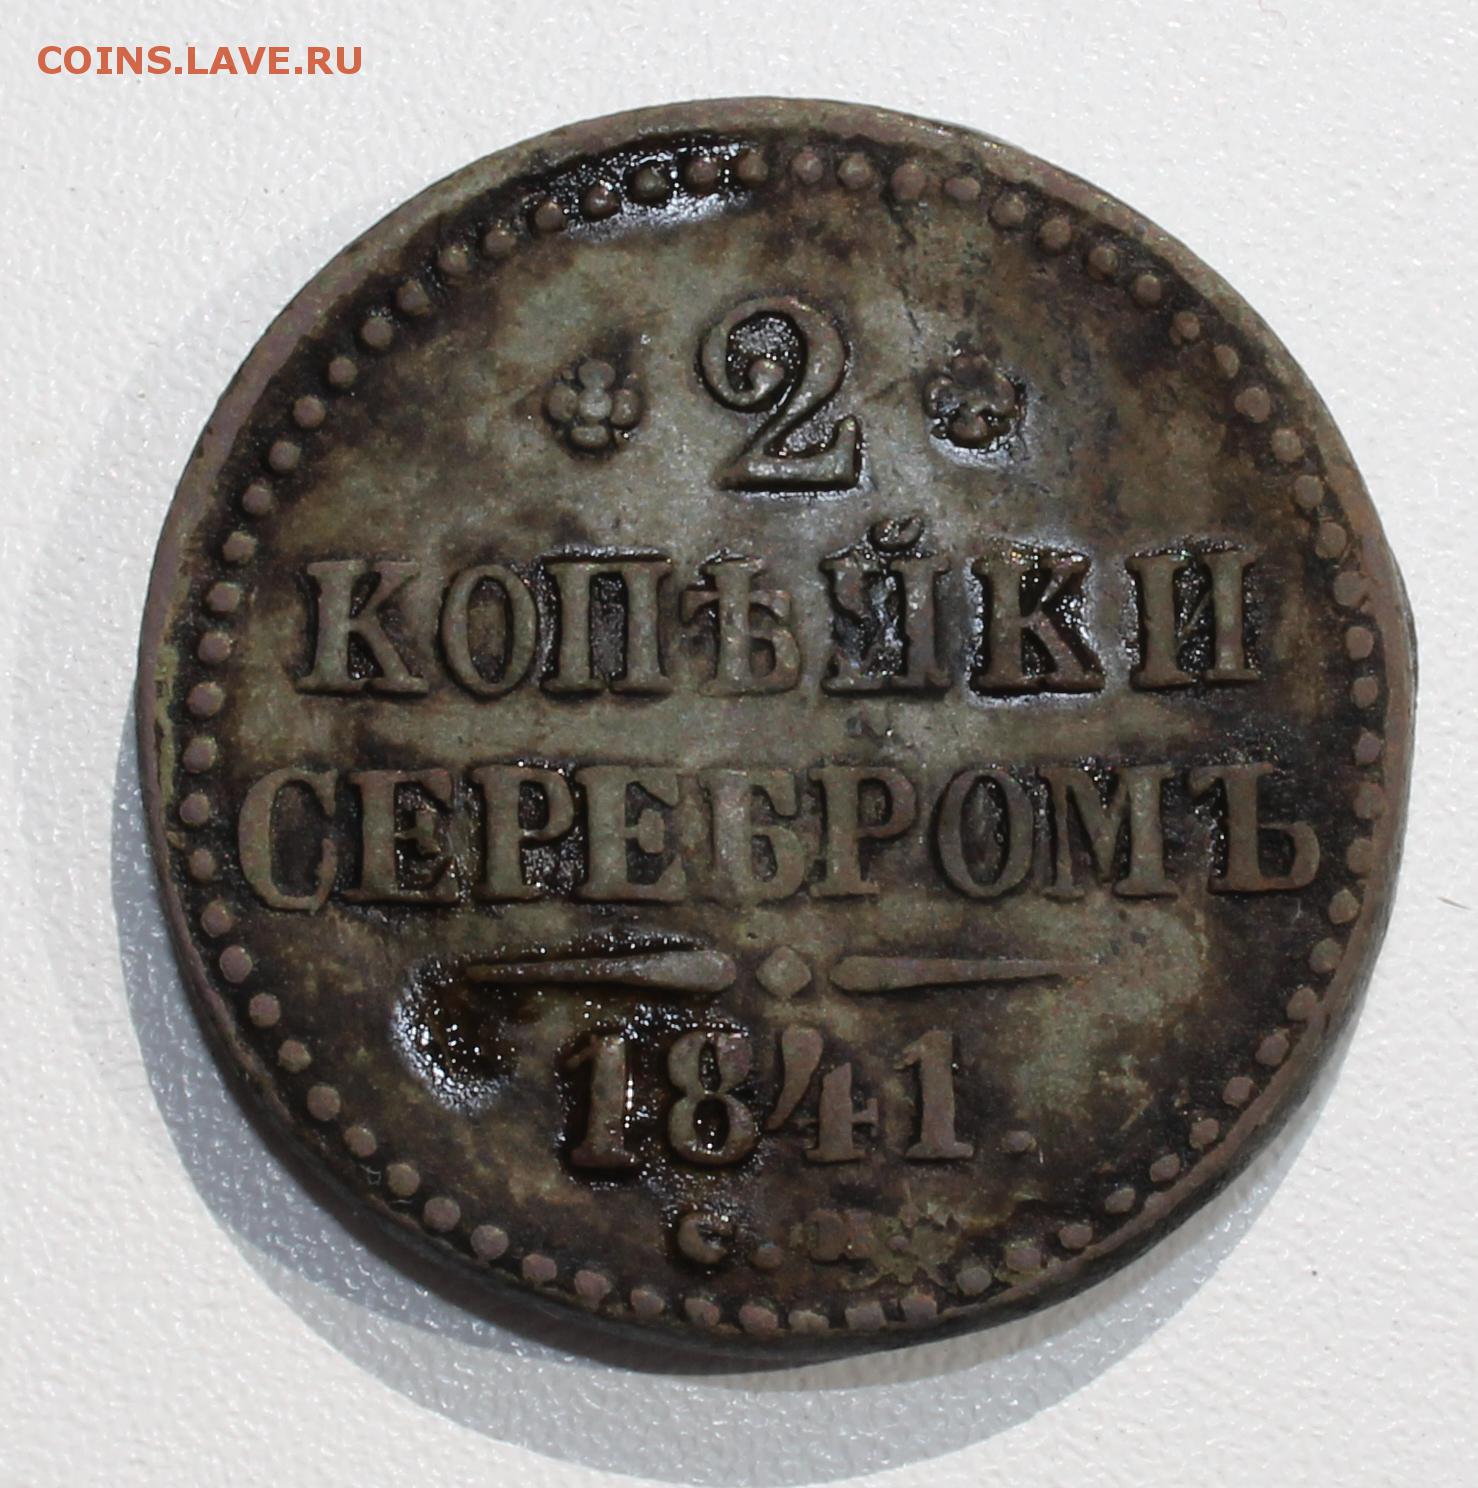 COINS.LAVE.RU
2
КОПѢЙКИ
СЕРЕБРОМЪ
1841.
С.М.